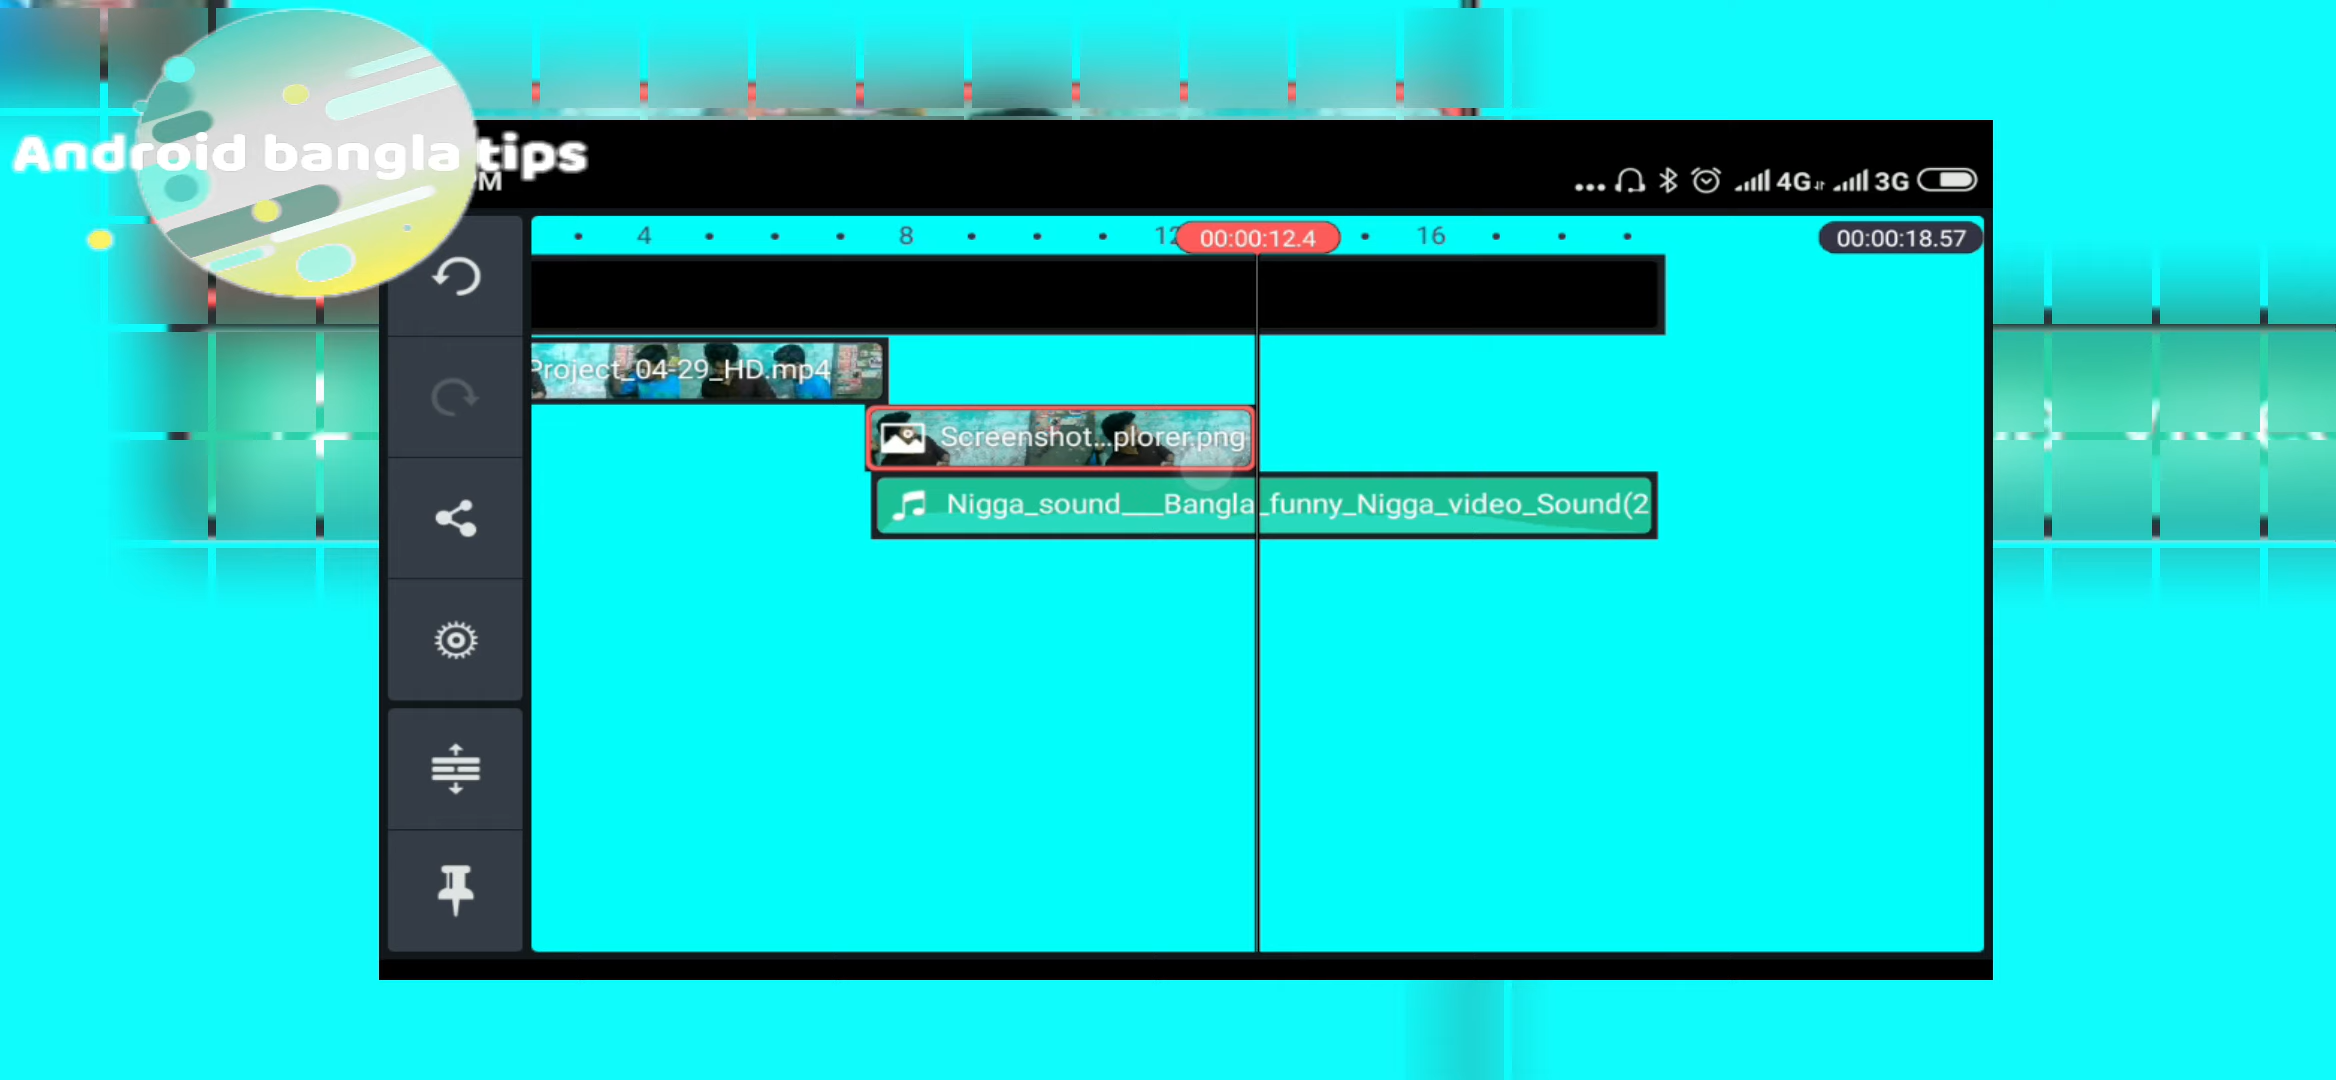 Android bangla tips
M
... 4G 3G
4 8 12 00:00:12.4 16 00:00:18.57
Project_04-29_HD.mp4
Screenshot...plorer.png
Nigga_sound___Bangla_funny_Nigga_video_Sound(2